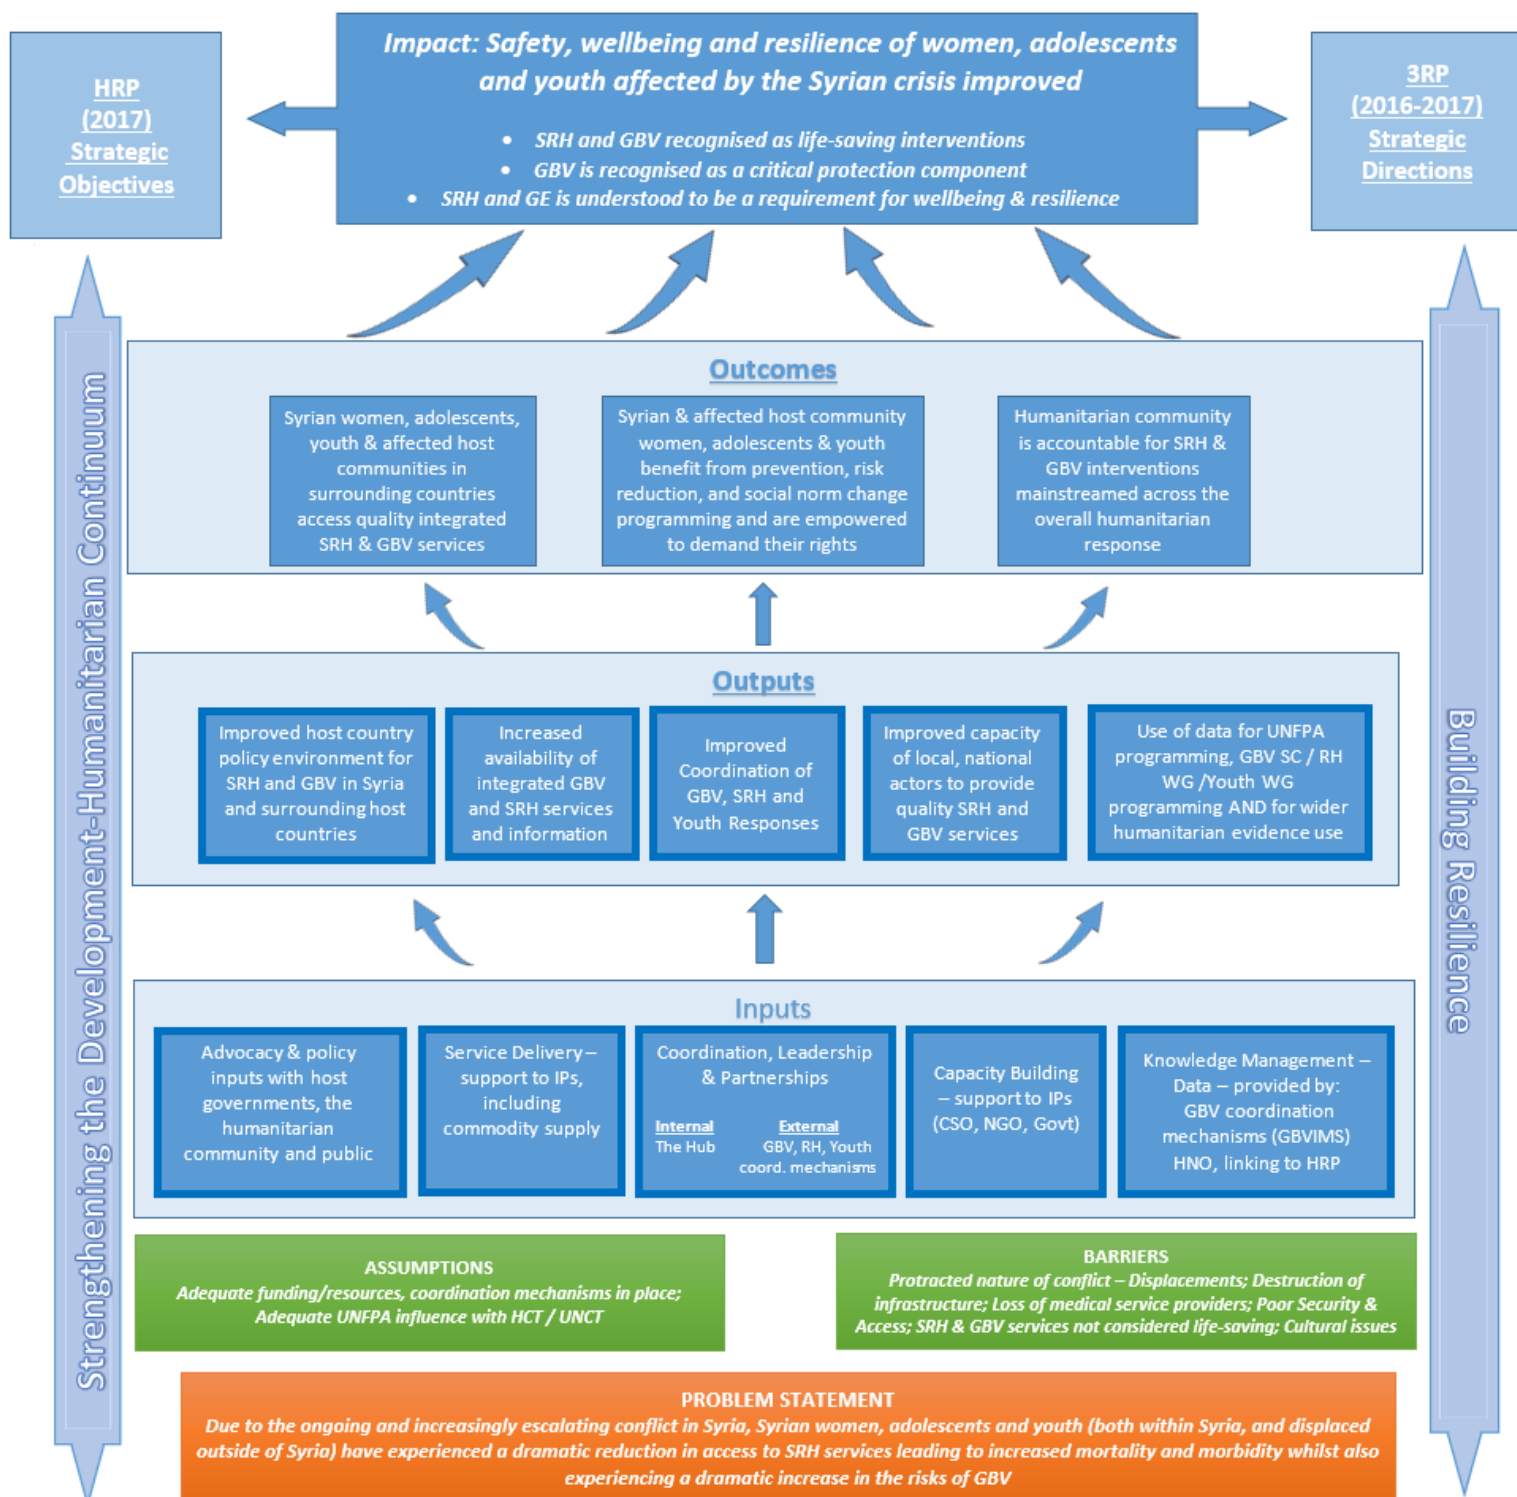 Impact: Safety, wellbeing and resilience of women, adolescents
and youth affected by the Syrian crisis improved
• SRH and GBV recognised as life-saving interventions
• GBV is recognised as a critical protection component
• SRH and GE is understood to be a requirement for wellbeing & resilience
HRP
(2017)
Strategic
Objectives
3RP
(2016-2017)
Strategic
Directions
Strengthening the Development-Humanitarian Continuum
Building Resilience
Outcomes
Syrian women, adolescents,
youth & affected host
communities in
surrounding countries
access quality integrated
SRH & GBV services
Syrian & affected host community
women, adolescents & youth
benefit from prevention, risk
reduction, and social norm change
programming and are empowered
to demand their rights
Humanitarian community
is accountable for SRH &
GBV interventions
mainstreamed across the
overall humanitarian
response
Outputs
Improved host country
policy environment for
SRH and GBV in Syria
and surrounding host
countries
Increased
availability of
integrated GBV
and SRH services
and information
Improved
Coordination of
GBV, SRH and
Youth Responses
Improved capacity
of local, national
actors to provide
quality SRH and
GBV services
Use of data for UNFPA
programming, GBV SC / RH
WG /Youth WG
programming AND for wider
humanitarian evidence use
Inputs
Advocacy & policy
inputs with host
governments, the
humanitarian
community and public
Service Delivery –
support to IPs,
including
commodity supply
Coordination, Leadership
& Partnerships
Internal
The Hub
External
GBV, RH, Youth
coord. mechanisms
Capacity Building
– support to IPs
(CSO, NGO, Govt)
Knowledge Management –
Data – provided by:
GBV coordination
mechanisms (GBVIMS)
HNO, linking to HRP
ASSUMPTIONS
Adequate funding/resources, coordination mechanisms in place;
Adequate UNFPA influence with HCT / UNCT
BARRIERS
Protracted nature of conflict – Displacements; Destruction of
infrastructure; Loss of medical service providers; Poor Security &
Access; SRH & GBV services not considered life-saving; Cultural issues
PROBLEM STATEMENT
Due to the ongoing and increasingly escalating conflict in Syria, Syrian women, adolescents and youth (both within Syria, and displaced
outside of Syria) have experienced a dramatic reduction in access to SRH services leading to increased mortality and morbidity whilst also
experiencing a dramatic increase in the risks of GBV